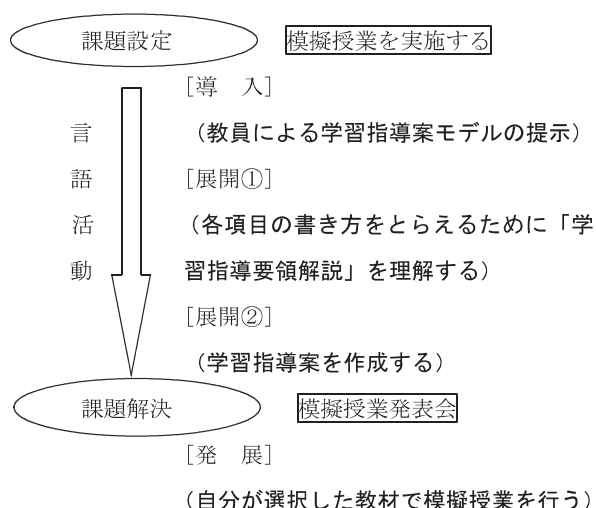 課題設定 模擬授業を実施する
[導　入]
言 （教員による学習指導案モデルの提示）
語 [展開①]
活 （各項目の書き方をとらえるために「学
動 習指導要領解説」を理解する）
[展開②]
（学習指導案を作成する）
課題解決 模擬授業発表会
[発　展]
（自分が選択した教材で模擬授業を行う）